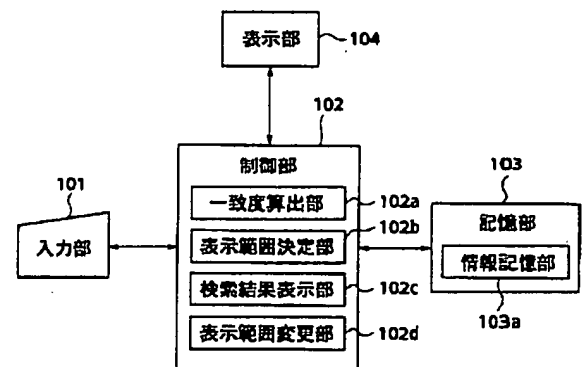 表示部
104
102
制御部
101
入力部
一致度算出部
102a
表示範囲決定部
102b
検索結果表示部
102c
表示範囲変更部
102d
103
記憶部
情報記憶部
103a